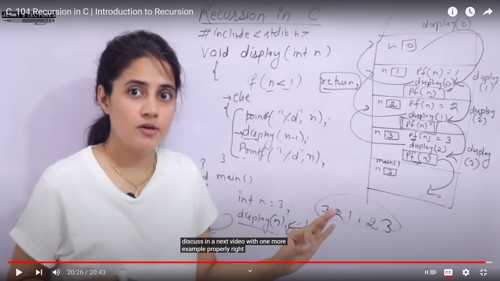 C_104 Recursion in C | Introduction to Recursion
Recursion in C
#include<stdio.h>
void display(int n)
{
if(n<1) return;
else
{
printf("%d", n);
display(n-1);
printf("%d", n);
}
}
main()
int n = 3,
display(n),
3 2 1 1 2 3
display(0)
n 0
n 1 Pf(n) = 1
display(0)
Pf(n)
display
(1)
n 2 Pf(n) = 2
display(1)
Pf(n)
display
(2)
n 3 Pf(n) = 3
display(2)
Pf(n)
display
main()
n 3
discuss in a next video with one more
example properly right
20:26 / 20:43